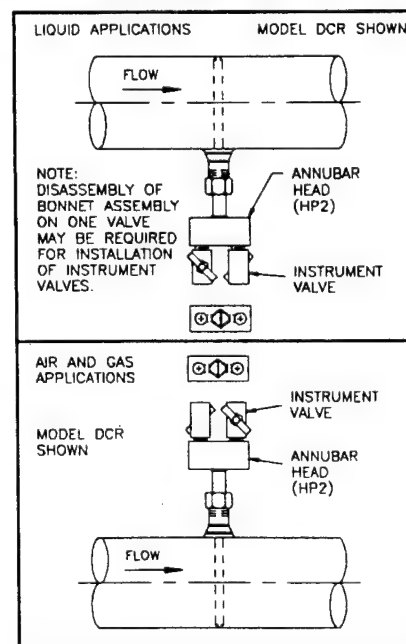 LIQUID APPLICATIONS MODEL DCR SHOWN
FLOW
NOTE:
DISASSEMBLY OF
BONNET ASSEMBLY
ON ONE VALVE
MAY BE REQUIRED
FOR INSTALLATION
OF INSTRUMENT
VALVES.
ANNUBAR
HEAD
(HP2)
INSTRUMENT
VALVE
AIR AND GAS
APPLICATIONS
MODEL DCR
SHOWN
INSTRUMENT
VALVE
ANNUBAR
HEAD
(HP2)
FLOW